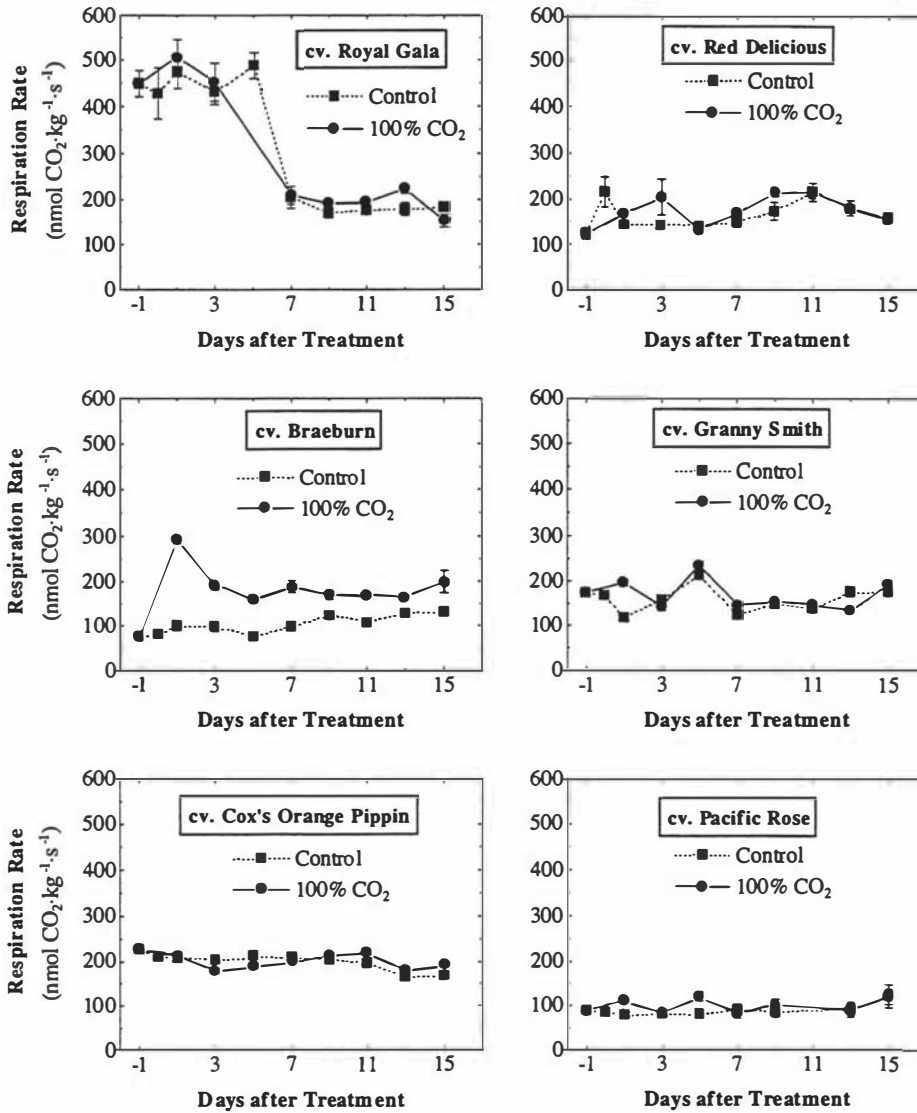 cv. Royal Gala
Control
100% CO₂
Respiration Rate
(nmol CO₂·kg⁻¹·s⁻¹)
600
500
400
300
200
100
0
-1 3 7 11 15
Days after Treatment
cv. Red Delicious
Control
100% CO₂
600
500
400
300
200
100
0
-1 3 7 11 15
Days after Treatment
cv. Braeburn
Control
100% CO₂
Respiration Rate
(nmol CO₂·kg⁻¹·s⁻¹)
600
500
400
300
200
100
0
-1 3 7 11 15
Days after Treatment
cv. Granny Smith
Control
100% CO₂
600
500
400
300
200
100
0
-1 3 7 11 15
Days after Treatment
cv. Cox's Orange Pippin
Control
100% CO₂
Respiration Rate
(nmol CO₂·kg⁻¹·s⁻¹)
600
500
400
300
200
100
0
-1 3 7 11 15
Days after Treatment
cv. Pacific Rose
Control
100% CO₂
600
500
400
300
200
100
0
-1 3 7 11 15
Days after Treatment